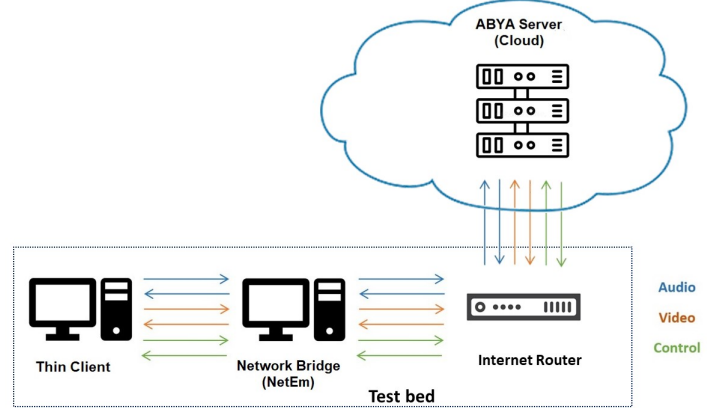 ABYA Server
(Cloud)
Audio
Video
Control
Thin Client
Network Bridge
(NetEm)
Internet Router
Test bed